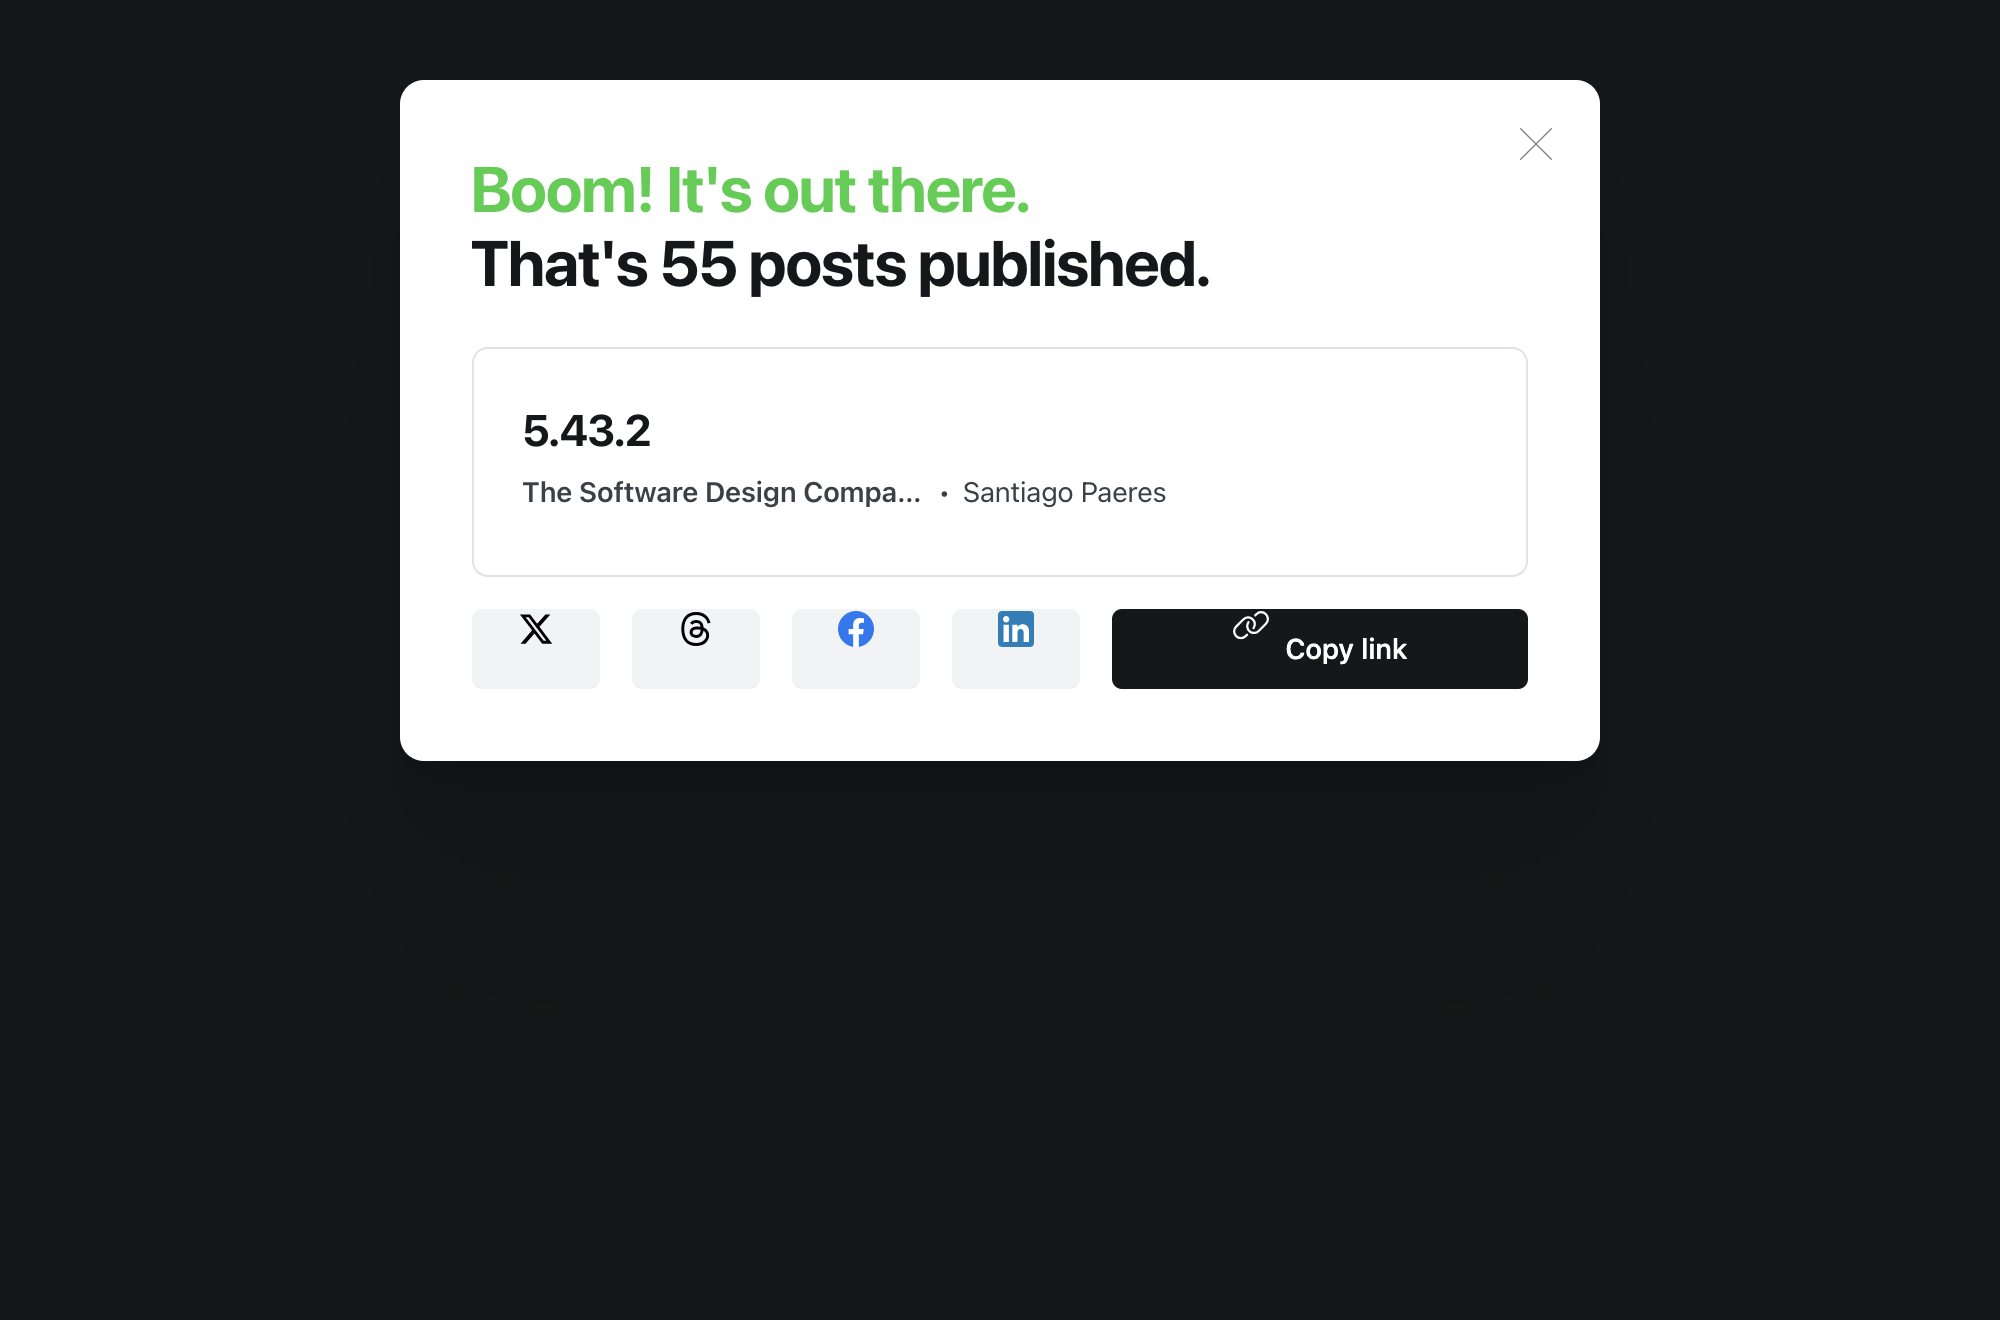 Boom! It's out there.
That's 55 posts published.
5.43.2
The Software Design Compa... • Santiago Paeres
Copy link